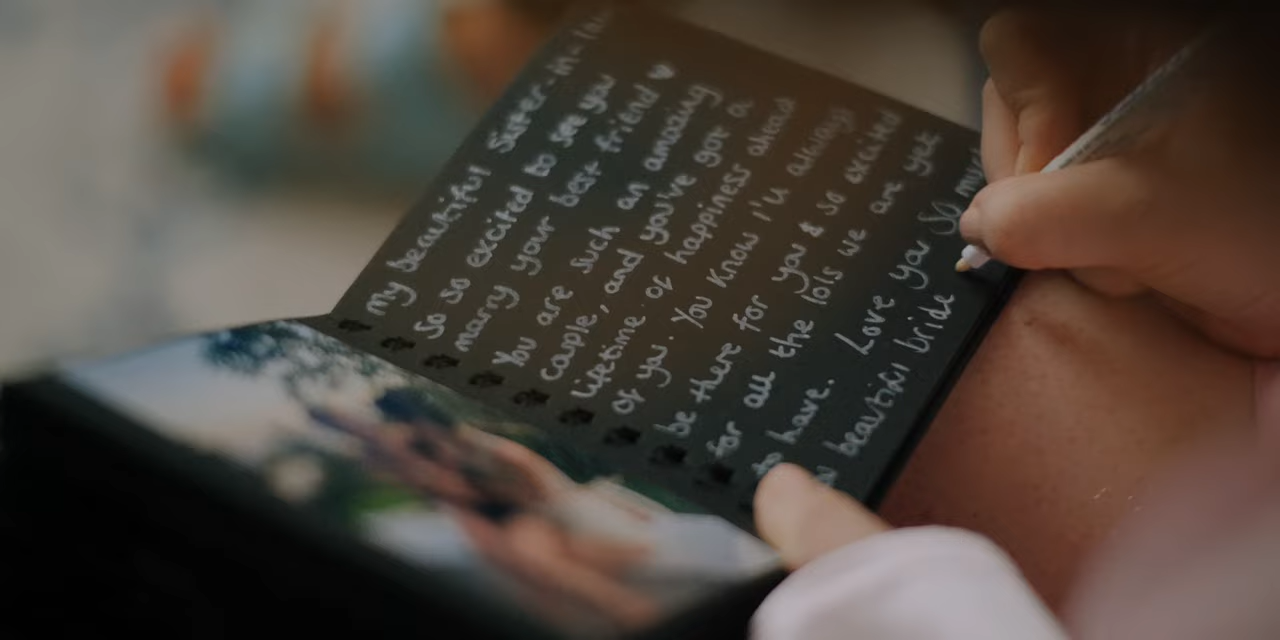 My beautiful Sister-in-law
So so excited to see you
marry your best friend ♥
You are such an amazing
couple, and you've got a
lifetime of happiness ahead
of you. You know I'll always
be there for you & so excited
for all the lols we are yet
to have. Love you so much
beautiful bride